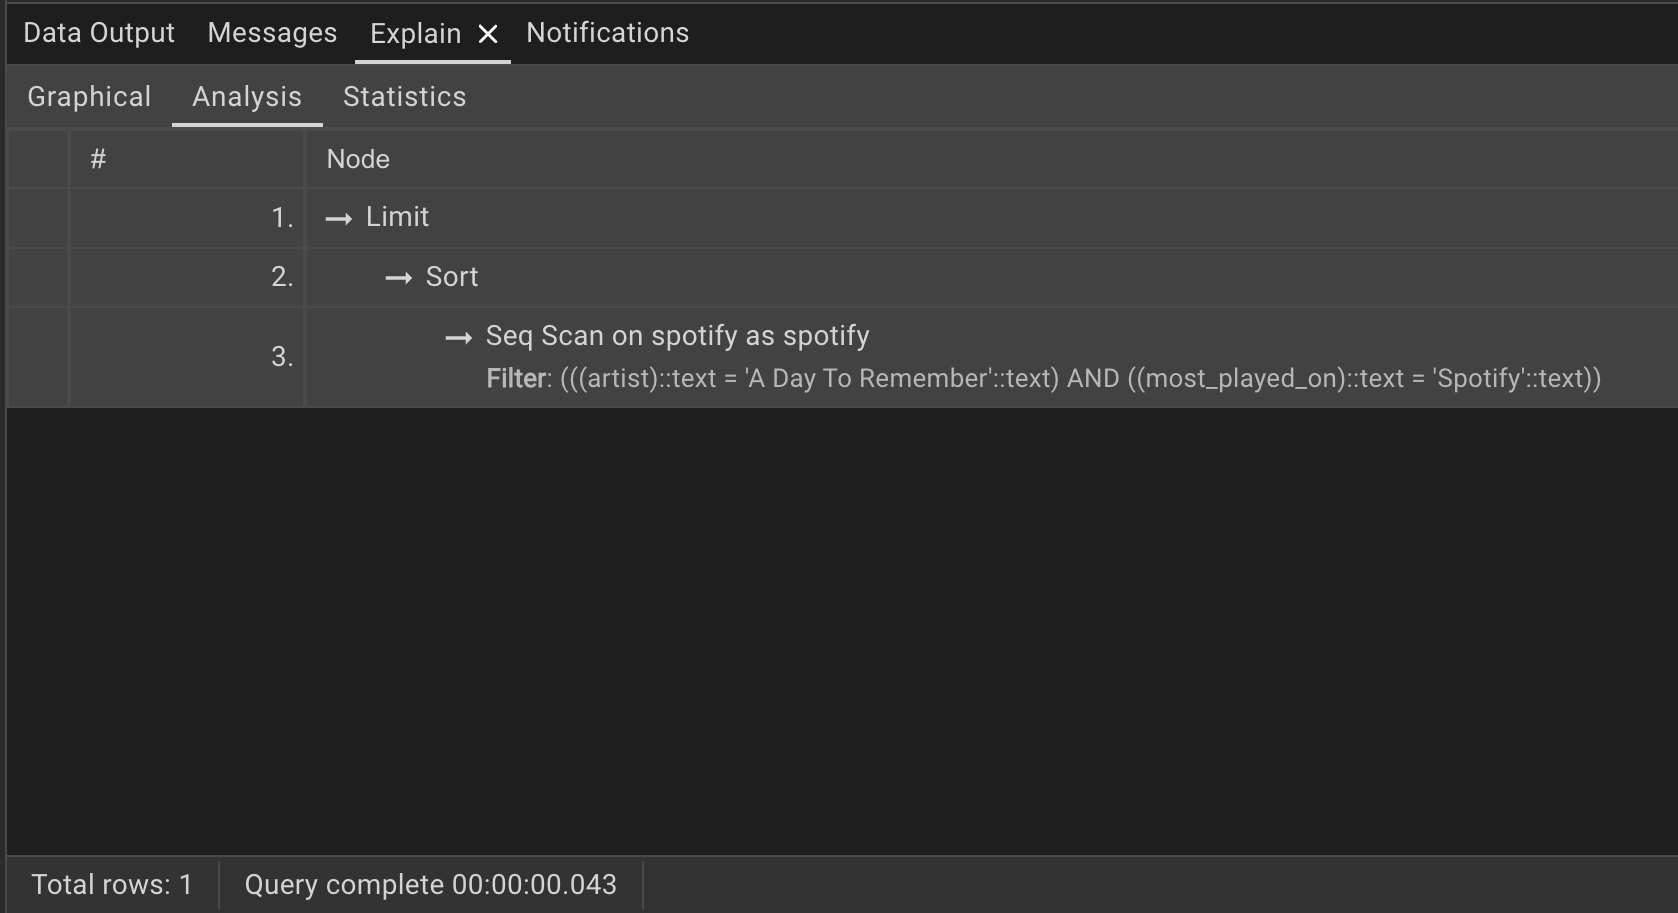 Data Output Messages Explain Notifications
Graphical Analysis Statistics
# Node
1. → Limit
2. → Sort
3. → Seq Scan on spotify as spotify
Filter: (((artist)::text = 'A Day To Remember'::text) AND ((most_played_on)::text = 'Spotify'::text))
Total rows: 1 Query complete 00:00:00.043